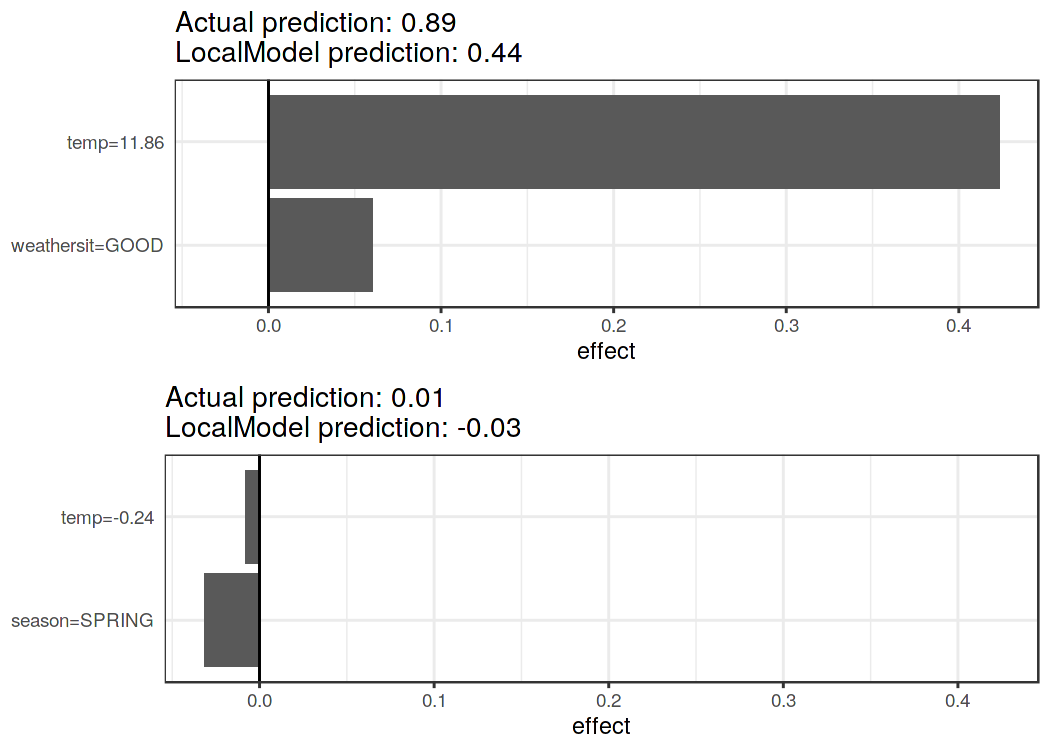 Actual prediction: 0.89
LocalModel prediction: 0.44
temp=11.86
weathersit=GOOD
0.0 0.1 0.2 0.3 0.4
effect
Actual prediction: 0.01
LocalModel prediction: -0.03
temp=-0.24
season=SPRING
0.0 0.1 0.2 0.3 0.4
effect